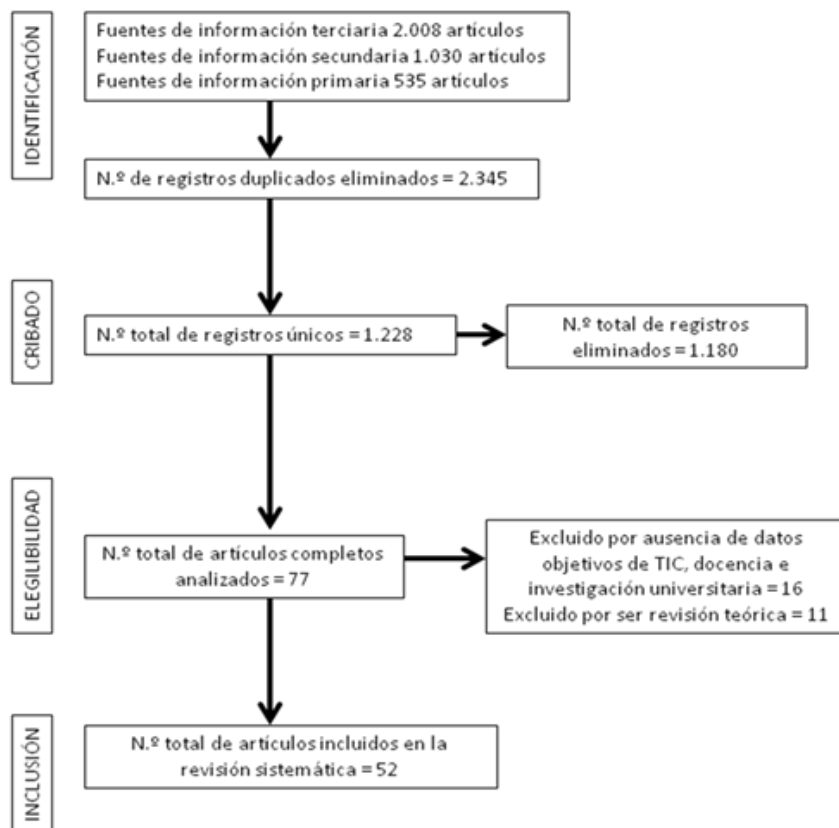 IDENTIFICACIÓN
Fuentes de información terciaria 2.008 artículos
Fuentes de información secundaria 1.030 artículos
Fuentes de información primaria 535 artículos
N.º de registros duplicados eliminados = 2.345
CRIBADO
N.º total de registros únicos = 1.228
N.º total de registros
eliminados = 1.180
ELEGILIBILIDAD
N.º total de artículos completos
analizados = 77
Excluido por ausencia de datos
objetivos de TIC, docencia e
investigación universitaria = 16
Excluido por ser revisión teórica = 11
INCLUSIÓN
N.º total de artículos incluidos en la
revisión sistemática = 52